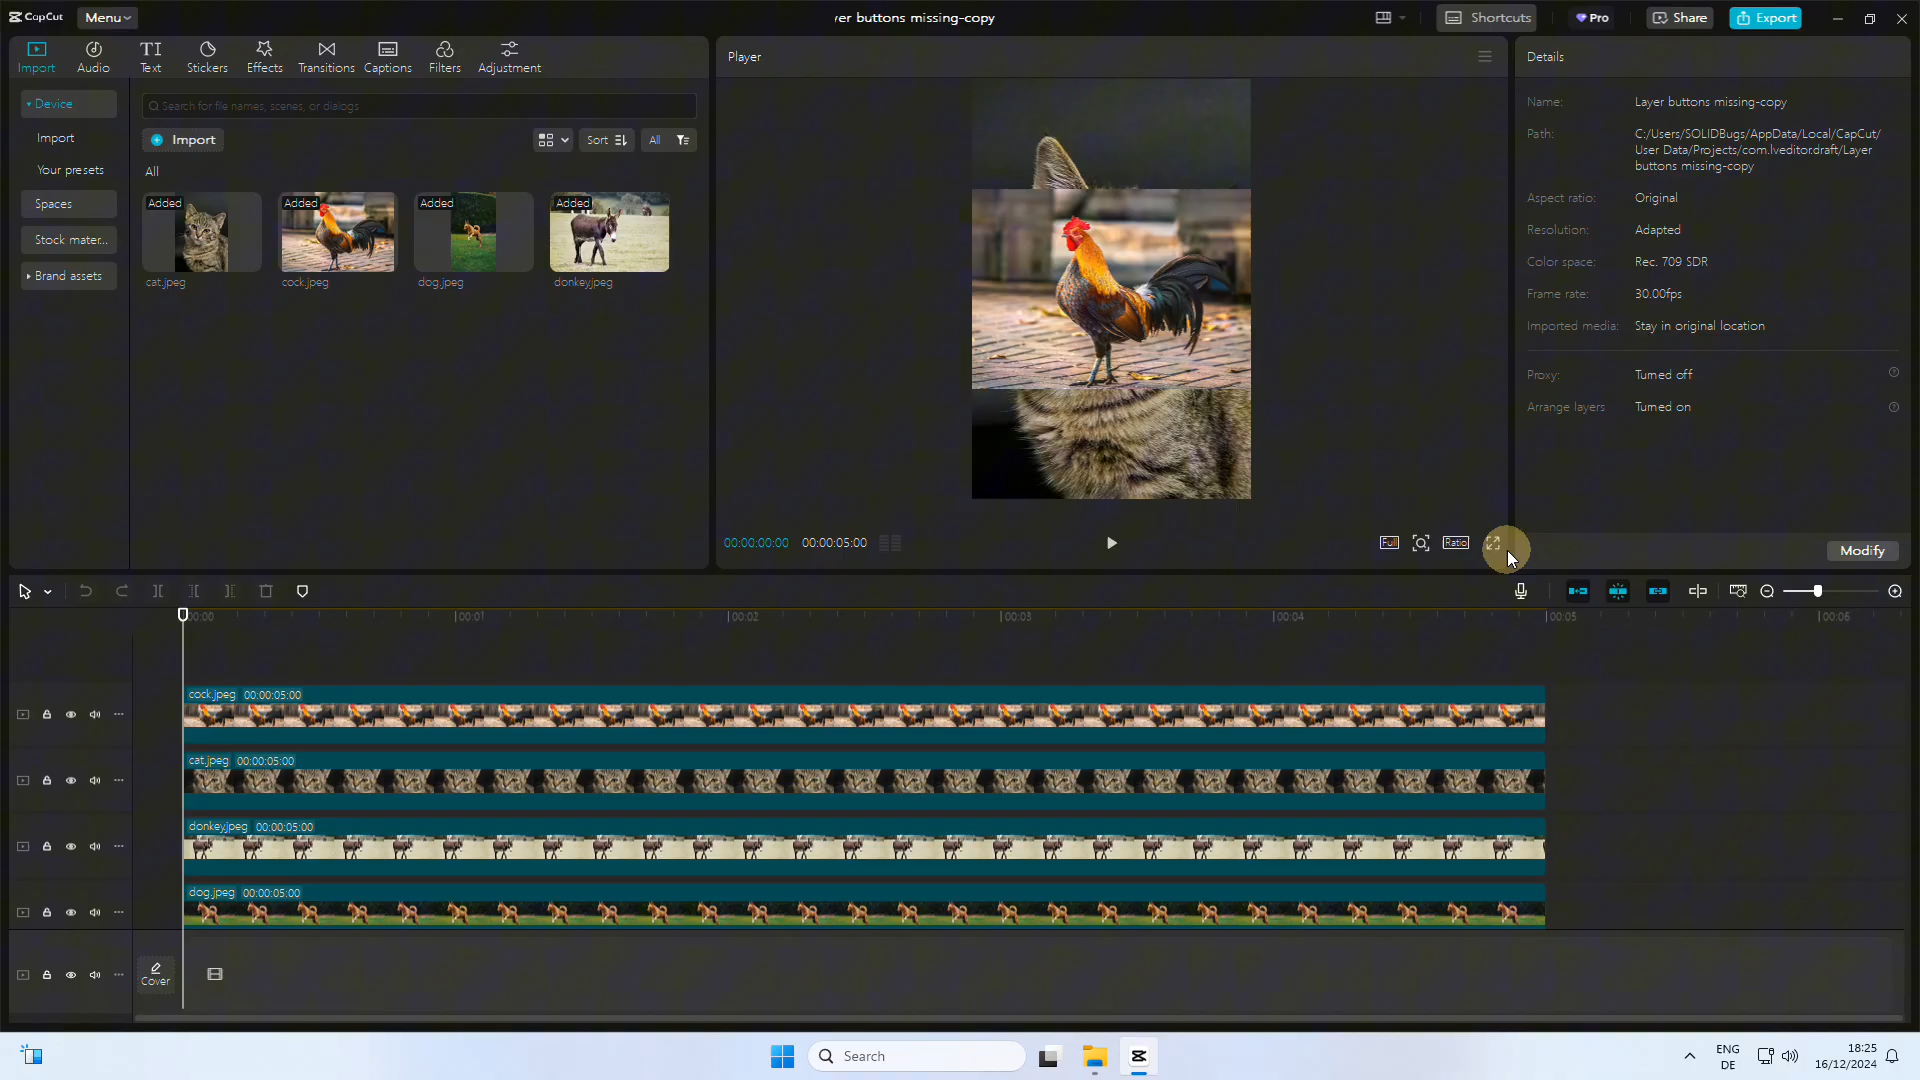 CapCut
Menu
er buttons missing-copy
Shortcuts
Pro
Share
Export
Import
Audio
TI
Text
Stickers
Effects
Transitions
Captions
Filters
Adjustment
Device
Import
Your presets
Spaces
Stock mater...
Brand assets
Search for file names, scenes, or dialogs
Import
Sort
All
All
Added
Added
Added
Added
cat.jpeg
cock.jpeg
dog.jpeg
donkey.jpeg
Player
00:00:00:00
00:00:05:00
Full
Ratio
Details
Name:
Layer buttons missing-copy
Path:
C:/Users/SOLIDBugs/AppData/Local/CapCut/
User Data/Projects/com.lveditor.draft/Layer
buttons missing-copy
Aspect ratio:
Original
Resolution:
Adapted
Color space:
Rec. 709 SDR
Frame rate:
30.00fps
Imported media:
Stay in original location
Proxy:
Turned off
Arrange layers
Turned on
Modify
00:00
00:01
00:02
00:03
00:04
00:05
00:06
cock.jpeg 00:00:05:00
cat.jpeg 00:00:05:00
donkey.jpeg 00:00:05:00
dog.jpeg 00:00:05:00
Cover
Search
ENG
DE
18:25
16/12/2024